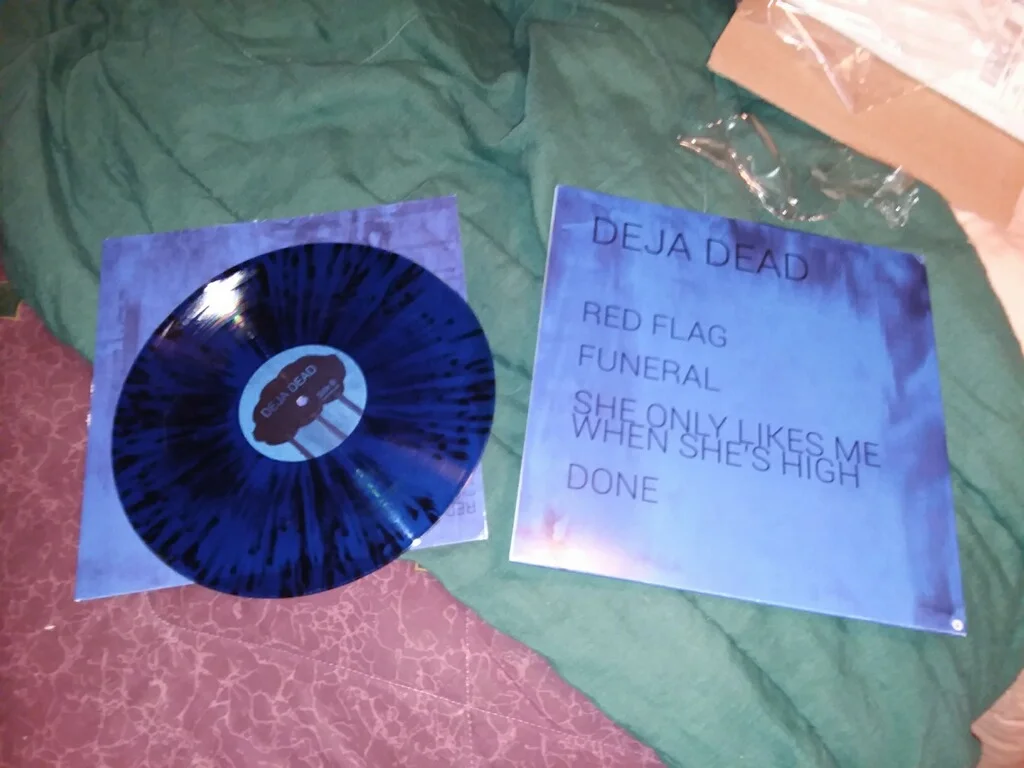 DEJA DEAD
DEJA DEAD
RED FLAG
FUNERAL
SHE ONLY LIKES ME
WHEN SHE'S HIGH
DONE